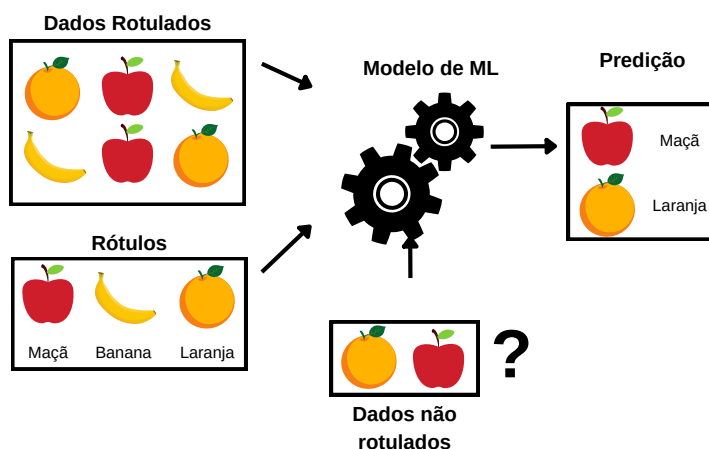 Dados Rotulados
Rótulos
Maçã
Banana
Laranja
Modelo de ML
?
Dados não
rotulados
Predição
Maçã
Laranja